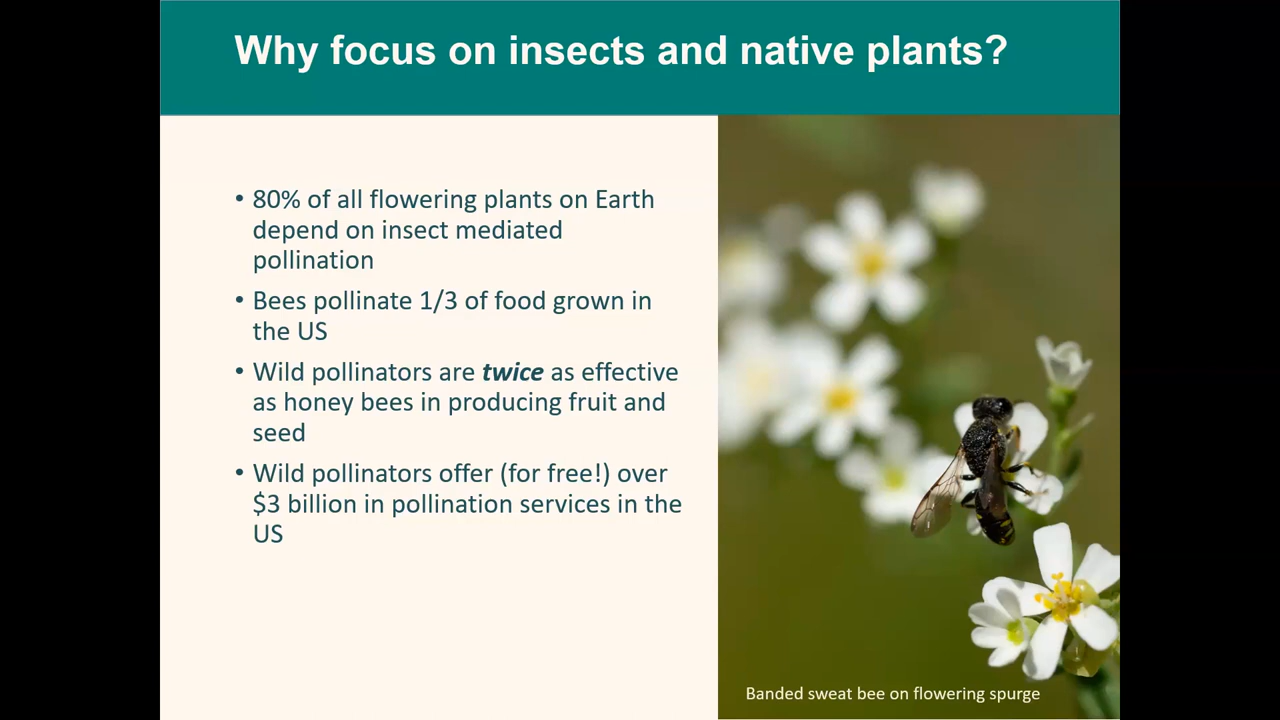 Why focus on insects and native plants?
• 80% of all flowering plants on Earth
depend on insect mediated
pollination
• Bees pollinate 1/3 of food grown in
the US
• Wild pollinators are twice as effective
as honey bees in producing fruit and
seed
• Wild pollinators offer (for free!) over
$3 billion in pollination services in the
US
Banded sweat bee on flowering spurge